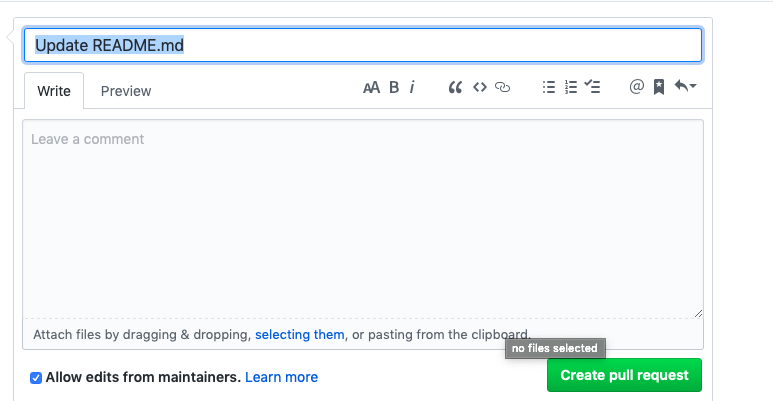 Update README.md
Write Preview AA B i @
Leave a comment
Attach files by dragging & dropping, selecting them, or pasting from the clipboard.
no files selected
Allow edits from maintainers. Learn more
Create pull request